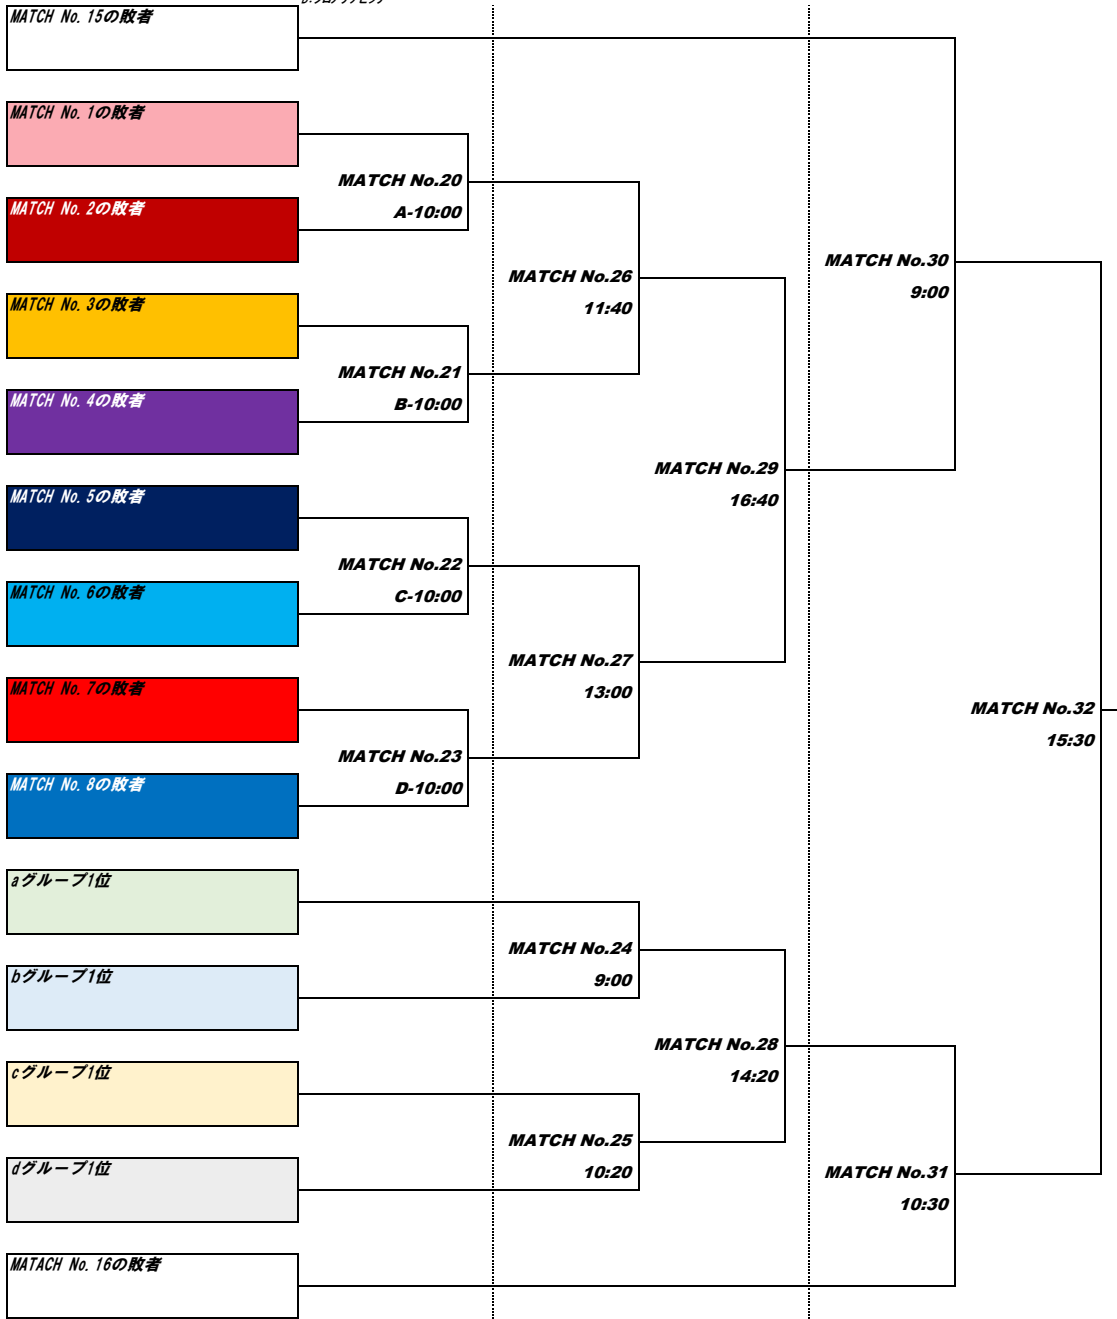 MATCH No. 15の敗者
MATCH No. 1の敗者
MATCH No.20
A-10:00
MATCH No. 2の敗者
MATCH No.26
11:40
MATCH No.30
9:00
MATCH No. 3の敗者
MATCH No.21
B-10:00
MATCH No. 4の敗者
MATCH No.29
16:40
MATCH No. 5の敗者
MATCH No.22
C-10:00
MATCH No. 6の敗者
MATCH No.27
13:00
MATCH No. 7の敗者
MATCH No.32
15:30
MATCH No.23
D-10:00
MATCH No. 8の敗者
aグループ1位
MATCH No.24
9:00
bグループ1位
MATCH No.28
14:20
cグループ1位
MATCH No.25
10:20
dグループ1位
MATCH No.31
10:30
MATACH No. 16の敗者